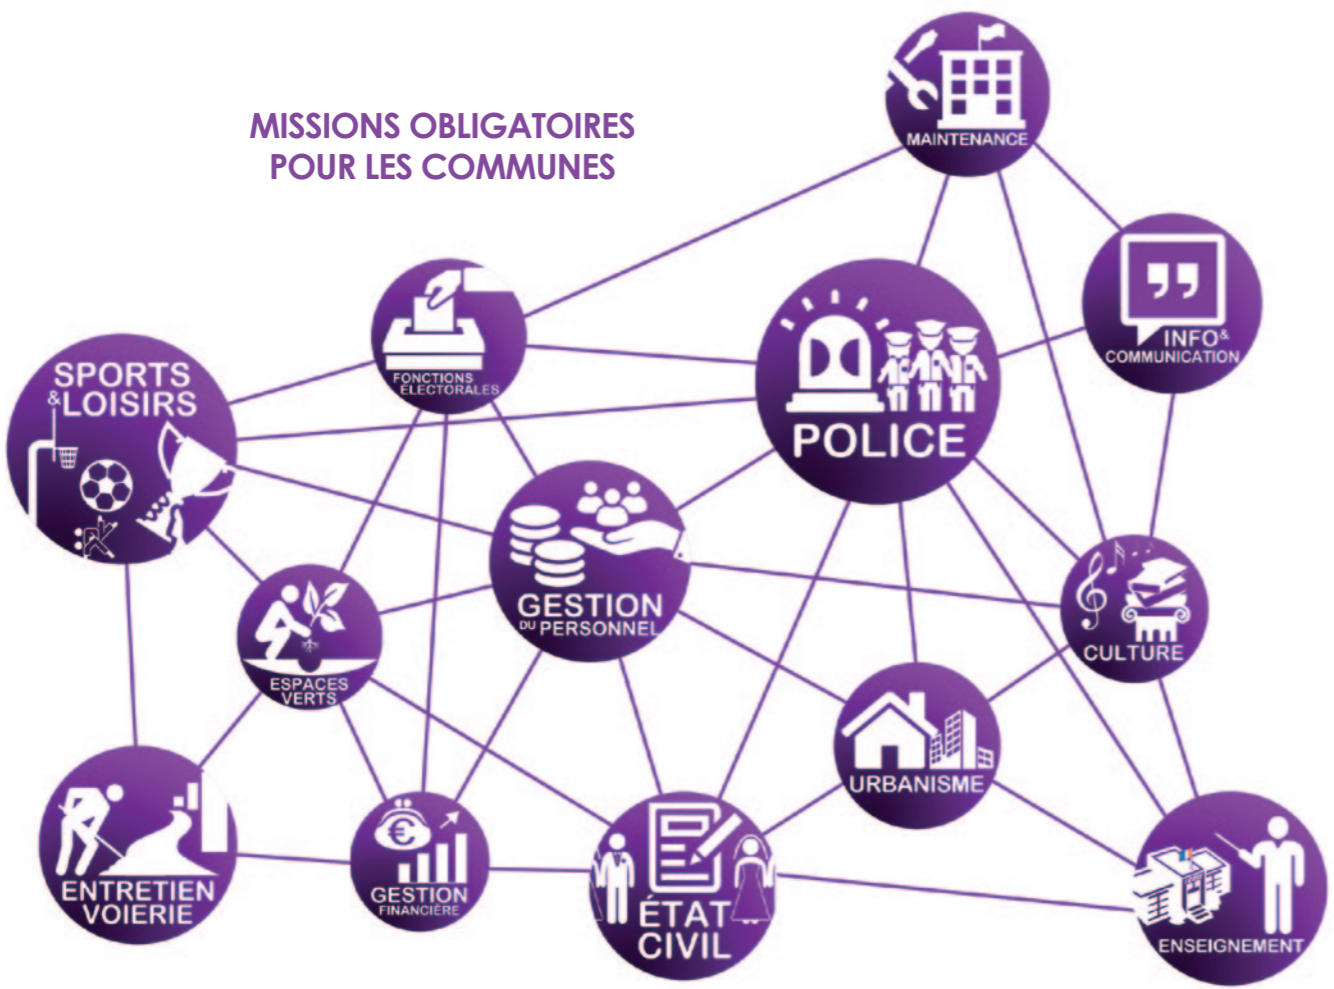 MISSIONS OBLIGATOIRES
POUR LES COMMUNES
MAINTENANCE
INFO&
COMMUNICATION
FONCTIONS
ÉLECTORALES
SPORTS
&LOISIRS
POLICE
GESTION
DU PERSONNEL
CULTURE
ESPACES
VERTS
URBANISME
ENTRETIEN
VOIERIE
€
GESTION
FINANCIÈRE
ÉTAT
CIVIL
ENSEIGNEMENT